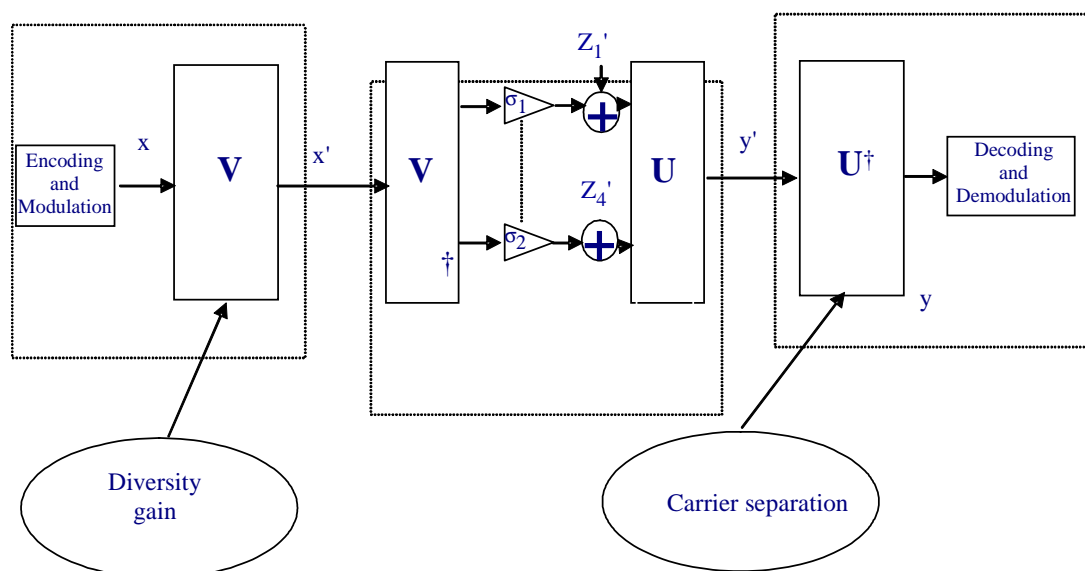 Encoding
and
Modulation
x
V
x'
V
†
σ1
σ2
Z1'
Z4'
U
y'
U†
y
Decoding
and
Demodulation
Diversity
gain
Carrier separation